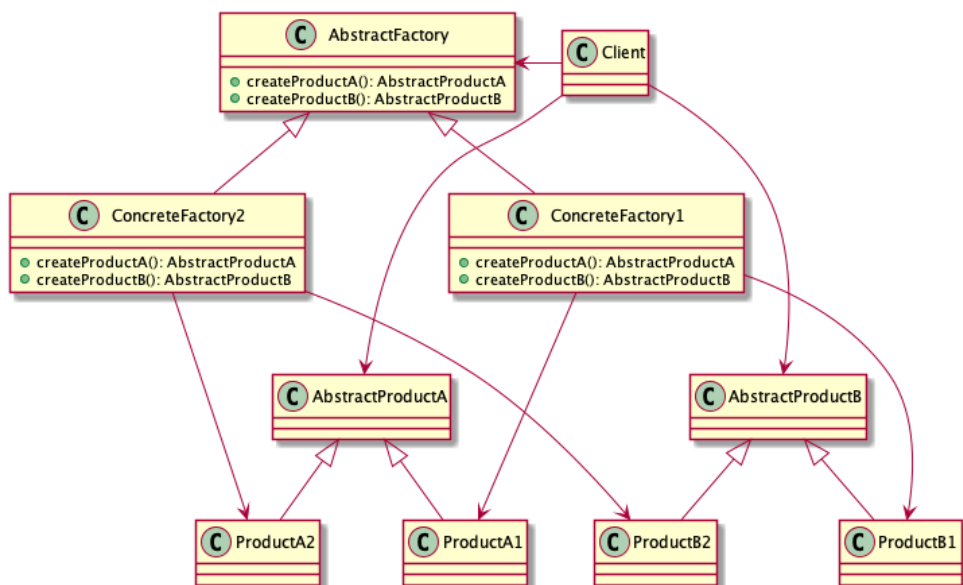 C AbstractFactory
createProductA(): AbstractProductA
createProductB(): AbstractProductB
C Client
C ConcreteFactory2
createProductA(): AbstractProductA
createProductB(): AbstractProductB
C ConcreteFactory1
createProductA(): AbstractProductA
createProductB(): AbstractProductB
C AbstractProductA
C AbstractProductB
C ProductA2
C ProductA1
C ProductB2
C ProductB1